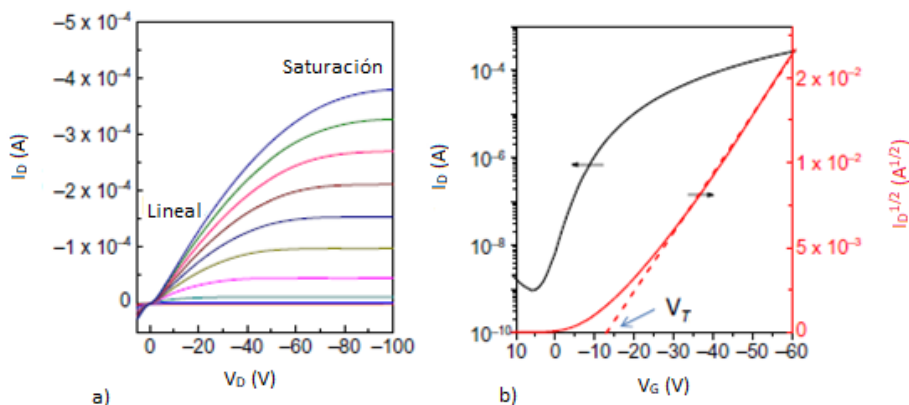 −5 x 10⁻⁴
−4 x 10⁻⁴
−3 x 10⁻⁴
−2 x 10⁻⁴
−1 x 10⁻⁴
0
I_D (A)
Saturación
Lineal
0 −20 −40 −60 −80 −100
V_D (V)
a)
10⁻⁴
10⁻⁶
10⁻⁸
10⁻¹⁰
I_D (A)
V_T
2 x 10⁻²
1 x 10⁻²
5 x 10⁻³
0
I_D^1/2 (A^1/2)
10 0 −10 −20 −30 −40 −50 −60
V_G (V)
b)